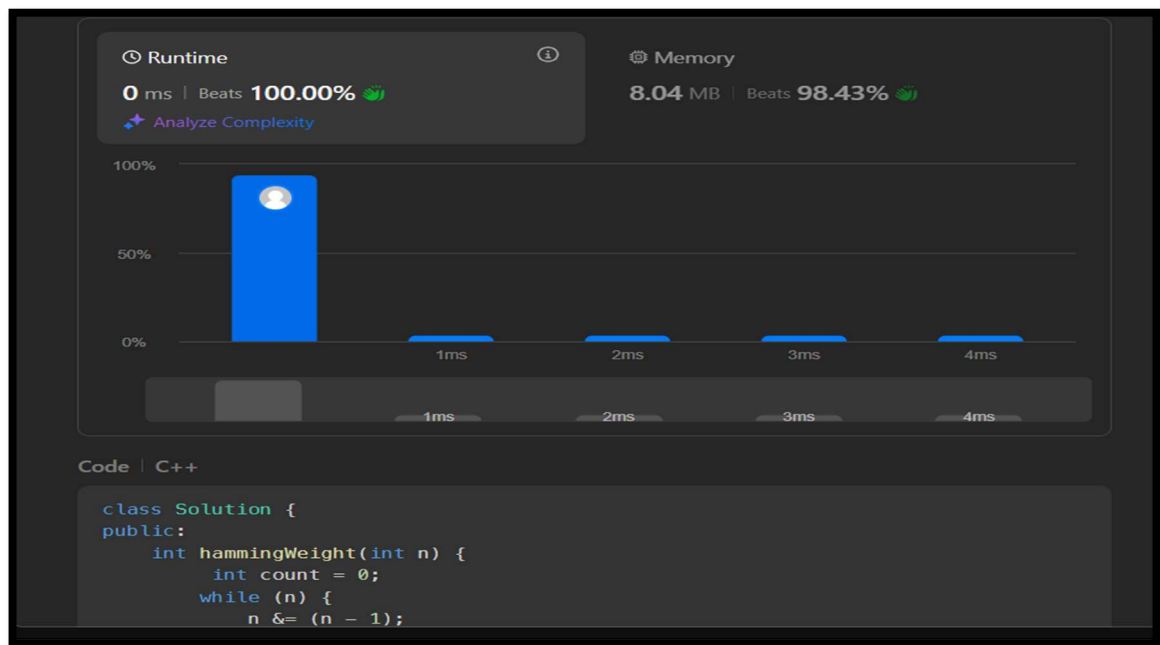 Runtime
0 ms | Beats 100.00%
Analyze Complexity
Memory
8.04 MB | Beats 98.43%
100%
50%
0%
1ms 2ms 3ms 4ms
1ms 2ms 3ms 4ms
Code | C++
class Solution {
public:
    int hammingWeight(int n) {
         int count = 0;
        while (n) {
            n &= (n - 1);